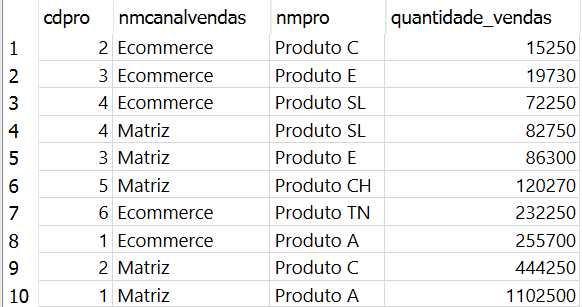 cdpro nmcanalvendas nmpro quantidade_vendas
1 2 Ecommerce Produto C 15250
2 3 Ecommerce Produto E 19730
3 4 Ecommerce Produto SL 72250
4 4 Matriz Produto SL 82750
5 3 Matriz Produto E 86300
6 5 Matriz Produto CH 120270
7 6 Ecommerce Produto TN 232250
8 1 Ecommerce Produto A 255700
9 2 Matriz Produto C 444250
10 1 Matriz Produto A 1102500